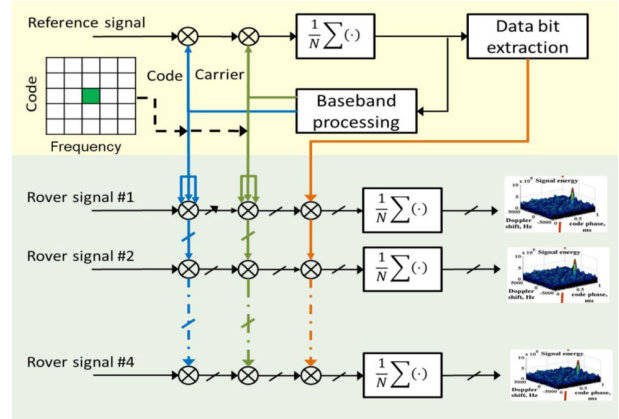 Reference signal
Code Carrier
1/N ∑(·)
Data bit
extraction
Baseband
processing
Code
Frequency
Rover signal #1
1/N ∑(·)
Rover signal #2
1/N ∑(·)
Rover signal #4
1/N ∑(·)
Signal energy
Doppler
shift, Hz
code phase,
ms
Signal energy
Doppler
shift, Hz
code phase,
ms
Signal energy
Doppler
shift, Hz
code phase,
ms